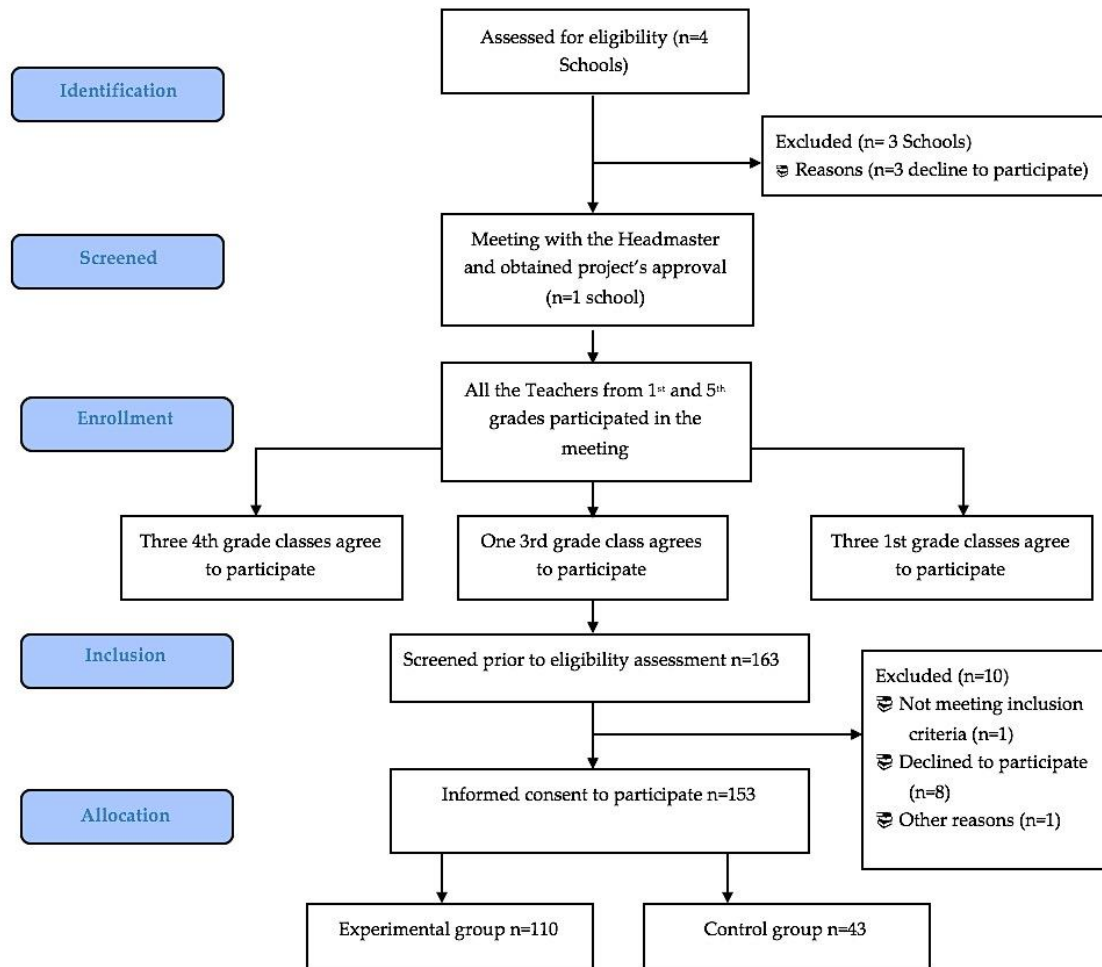 Assessed for eligibility (n=4
Schools)
Identification
Excluded (n= 3 Schools)
Reasons (n=3 decline to participate)
Screened
Meeting with the Headmaster
and obtained project's approval
(n=1 school)
Enrollment
All the Teachers from 1st and 5th
grades participated in the
meeting
Three 4th grade classes agree
to participate
One 3rd grade class agrees
to participate
Three 1st grade classes agree
to participate
Inclusion
Screened prior to eligibility assessment n=163
Excluded (n=10)
Not meeting inclusion
criteria (n=1)
Declined to participate
(n=8)
Other reasons (n=1)
Allocation
Informed consent to participate n=153
Experimental group n=110
Control group n=43